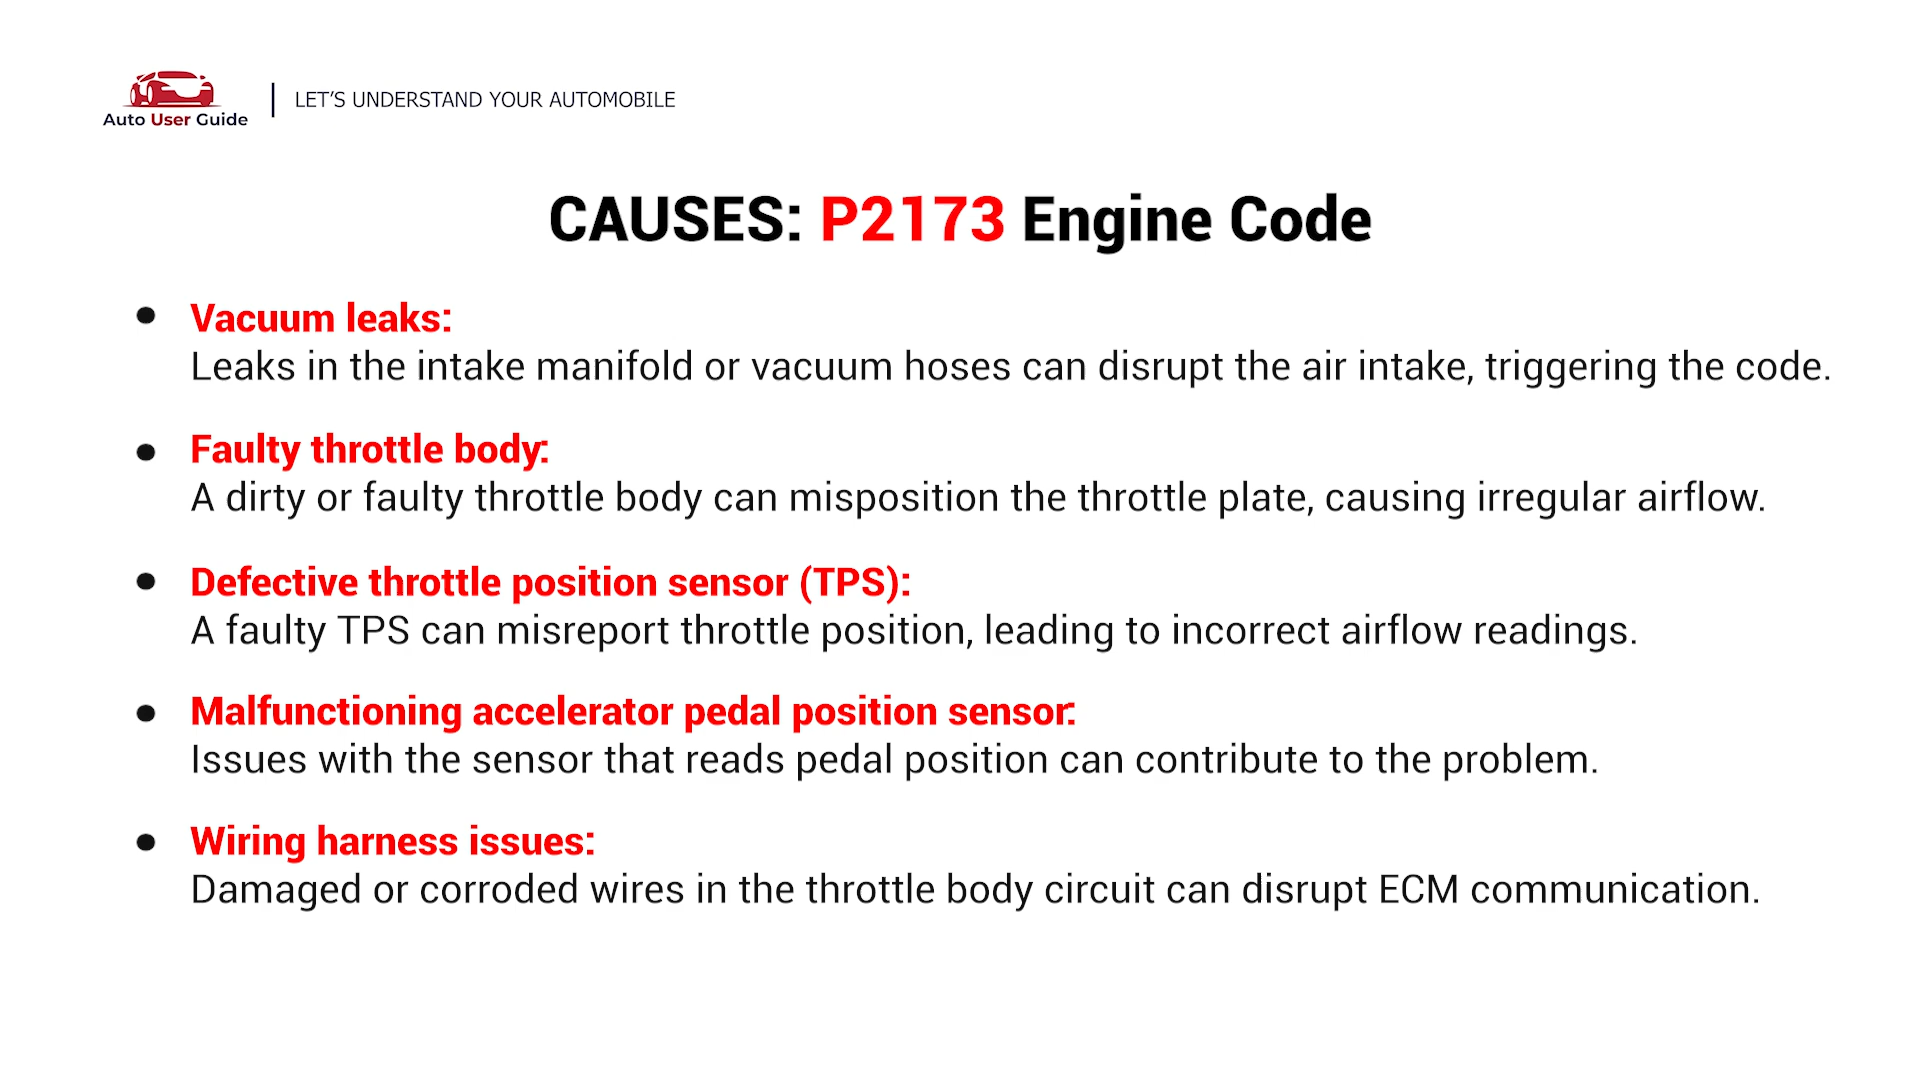 Auto User Guide
LET'S UNDERSTAND YOUR AUTOMOBILE
CAUSES: P2173 Engine Code
• Vacuum leaks:
Leaks in the intake manifold or vacuum hoses can disrupt the air intake, triggering the code.
• Faulty throttle body:
A dirty or faulty throttle body can misposition the throttle plate, causing irregular airflow.
• Defective throttle position sensor (TPS):
A faulty TPS can misreport throttle position, leading to incorrect airflow readings.
• Malfunctioning accelerator pedal position sensor:
Issues with the sensor that reads pedal position can contribute to the problem.
• Wiring harness issues:
Damaged or corroded wires in the throttle body circuit can disrupt ECM communication.